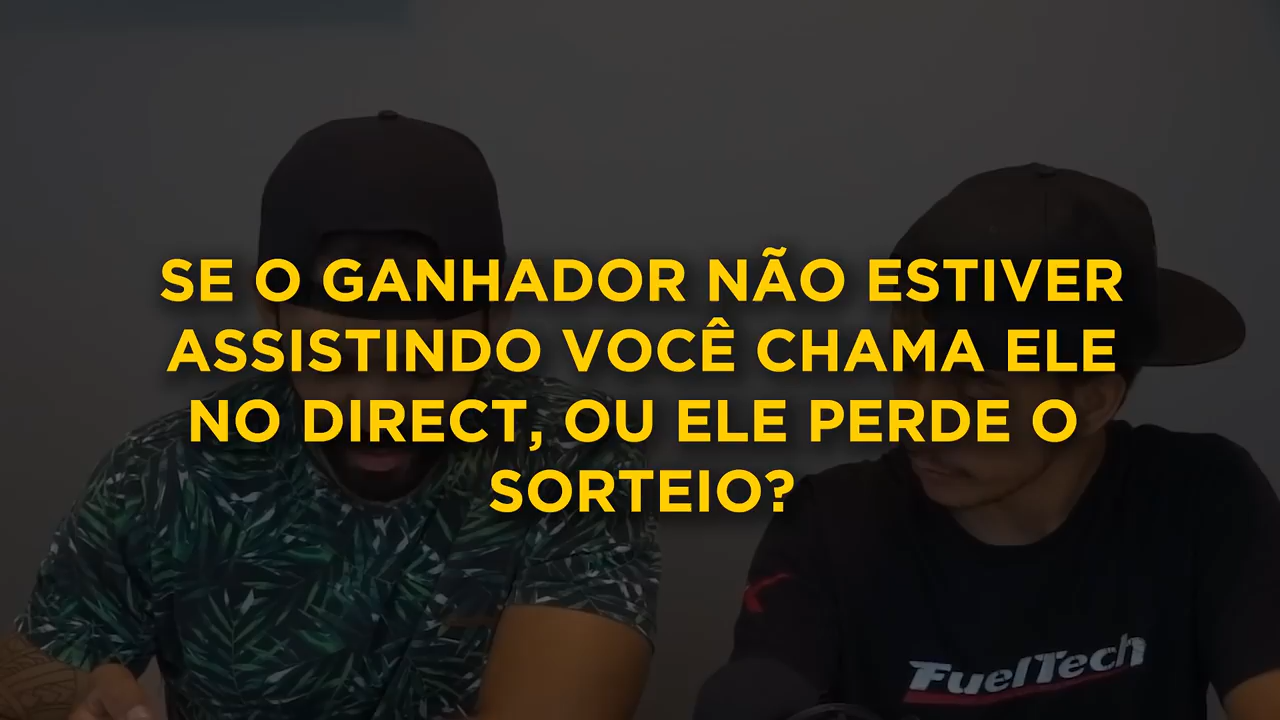 SE O GANHADOR NÃO ESTIVER
ASSISTINDO VOCÊ CHAMA ELE
NO DIRECT, OU ELE PERDE O
SORTEIO?
FuelTech